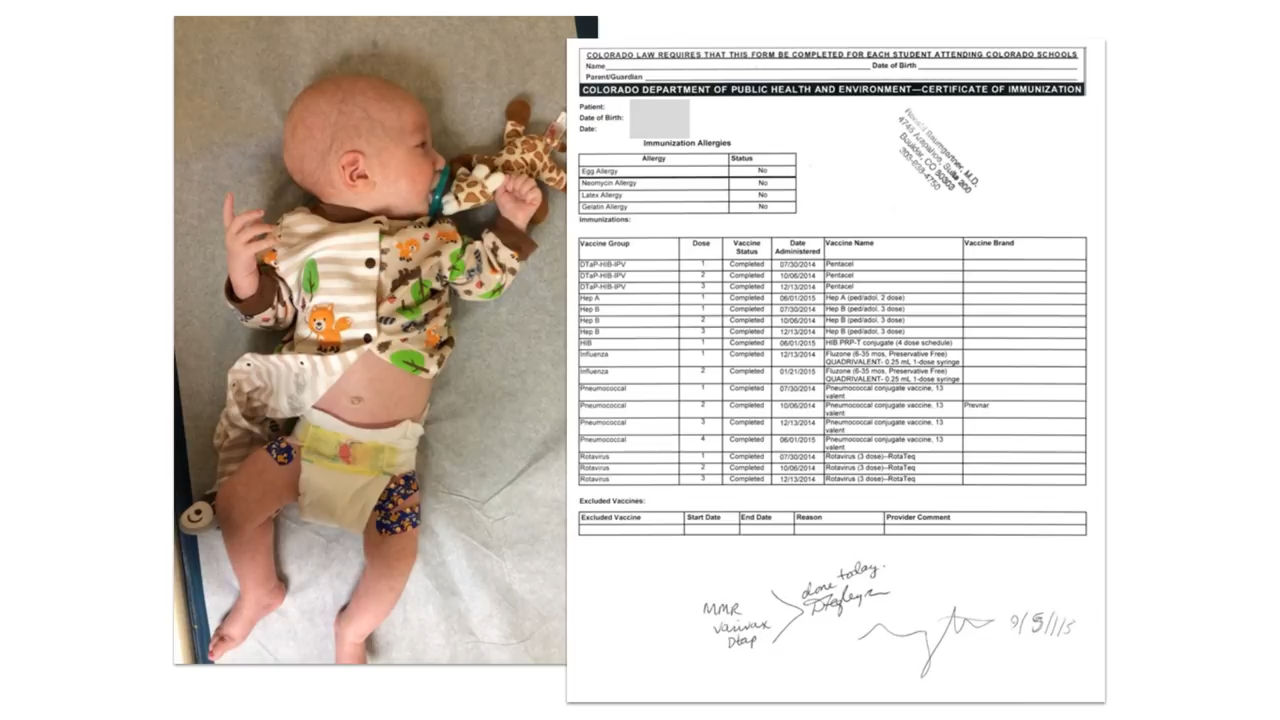 COLORADO LAW REQUIRES THAT THIS FORM BE COMPLETED FOR EACH STUDENT ATTENDING COLORADO SCHOOLS
Name Date of Birth
Parent/Guardian
COLORADO DEPARTMENT OF PUBLIC HEALTH AND ENVIRONMENT—CERTIFICATE OF IMMUNIZATION
Patient:
Date of Birth:
Date:
Baumgartner, M.D.
4745 Arapahoe, Suite 200
Boulder, CO 80303
Immunization Allergies
Allergy Status
Egg Allergy No
Neomycin Allergy No
Latex Allergy No
Gelatin Allergy No
Immunizations:
Vaccine Group Dose Vaccine Status Date Administered Vaccine Name Vaccine Brand
DTaP-HIB-IPV 1 Completed 07/30/2014 Pentacel
DTaP-HIB-IPV 2 Completed 10/06/2014 Pentacel
DTaP-HIB-IPV 3 Completed 12/13/2014 Pentacel
Hep A 1 Completed 06/01/2015 Hep A (ped/adol, 2 dose)
Hep B 1 Completed 07/30/2014 Hep B (ped/adol, 3 dose)
Hep B 2 Completed 10/06/2014 Hep B (ped/adol, 3 dose)
Hep B 3 Completed 12/13/2014 Hep B (ped/adol, 3 dose)
HIB 1 Completed 06/01/2015 HIB PRP-T conjugate (4 dose schedule)
Influenza 1 Completed 12/13/2014 Fluzone (6-35 mos, Preservative Free)
QUADRIVALENT- 0.25 mL 1-dose syringe
Influenza 2 Completed 01/21/2015 Fluzone (6-35 mos, Preservative Free)
QUADRIVALENT- 0.25 mL 1-dose syringe
Pneumococcal 1 Completed 07/30/2014 Pneumococcal conjugate vaccine, 13
valent
Pneumococcal 2 Completed 10/06/2014 Pneumococcal conjugate vaccine, 13 Prevnar
valent
Pneumococcal 3 Completed 12/13/2014 Pneumococcal conjugate vaccine, 13
valent
Pneumococcal 4 Completed 06/01/2015 Pneumococcal conjugate vaccine, 13
valent
Rotavirus 1 Completed 07/30/2014 Rotavirus (3 dose)--RotaTeq
Rotavirus 2 Completed 10/06/2014 Rotavirus (3 dose)--RotaTeq
Rotavirus 3 Completed 12/13/2014 Rotavirus (3 dose)--RotaTeq
Excluded Vaccines:
Excluded Vaccine Start Date End Date Reason Provider Comment
done today.
MMR
Varivax
Dtap
9/5/15